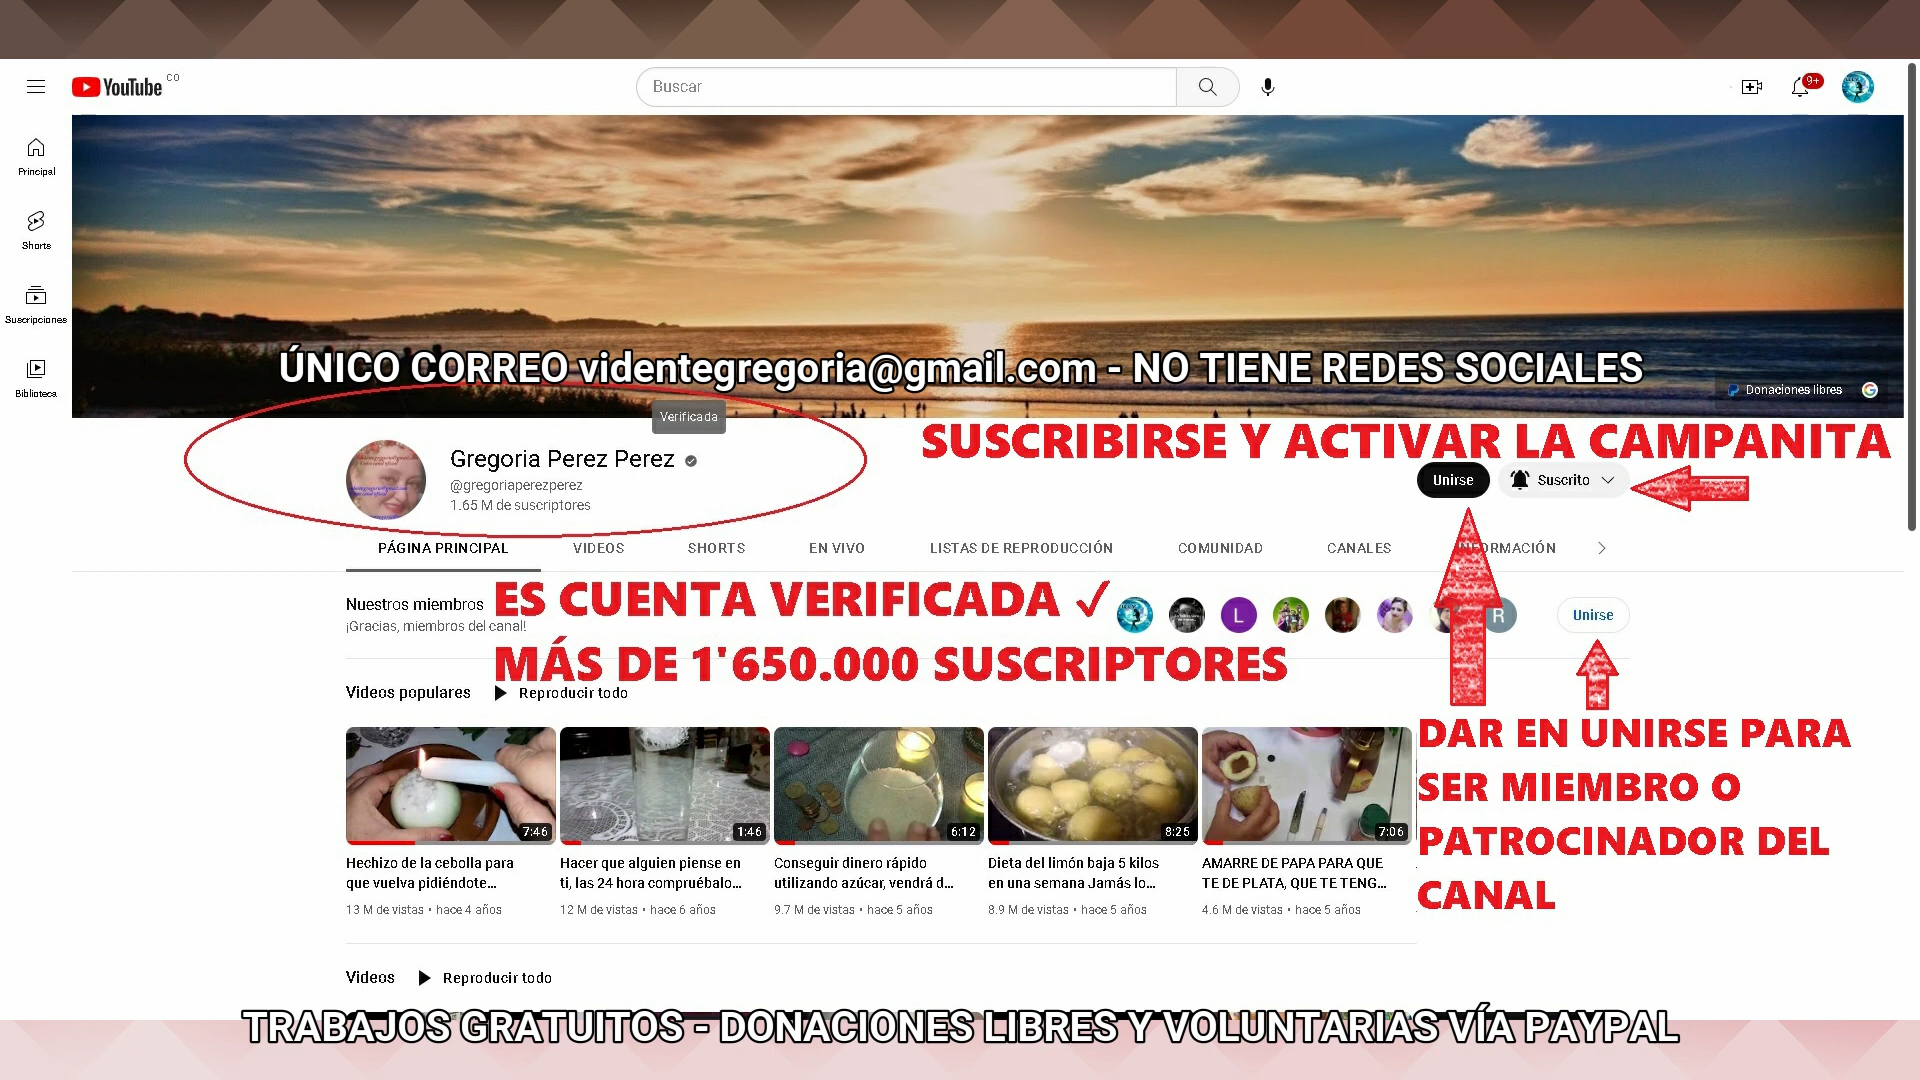 YouTube CO
Buscar
9+
Principal
Shorts
Suscripciones
Biblioteca
ÚNICO CORREO videntegregoria@gmail.com - NO TIENE REDES SOCIALES
Donaciones libres
Verificada
SUSCRIBIRSE Y ACTIVAR LA CAMPANITA
Gregoria Perez Perez
@gregoriaperezperez
1.65 M de suscriptores
Unirse
Suscrito
PÁGINA PRINCIPAL VIDEOS SHORTS EN VIVO LISTAS DE REPRODUCCIÓN COMUNIDAD CANALES
ES CUENTA VERIFICADA ✓
Nuestros miembros
¡Gracias, miembros del canal!
L
R
Unirse
MÁS DE 1'650.000 SUSCRIPTORES
Videos populares Reproducir todo
DAR EN UNIRSE PARA
SER MIEMBRO O
PATROCINADOR DEL
CANAL
7:46
1:46
6:12
8:25
7:06
Hechizo de la cebolla para
que vuelva pidiéndote...
13 M de vistas • hace 4 años
Hacer que alguien piense en
ti, las 24 hora compruébalo...
12 M de vistas • hace 6 años
Conseguir dinero rápido
utilizando azúcar, vendrá d...
9.7 M de vistas • hace 5 años
Dieta del limón baja 5 kilos
en una semana Jamás lo...
8.9 M de vistas • hace 5 años
AMARRE DE PAPA PARA QUE
TE DE PLATA, QUE TE TENG...
4.6 M de vistas • hace 5 años
Videos Reproducir todo
TRABAJOS GRATUITOS - DONACIONES LIBRES Y VOLUNTARIAS VÍA PAYPAL